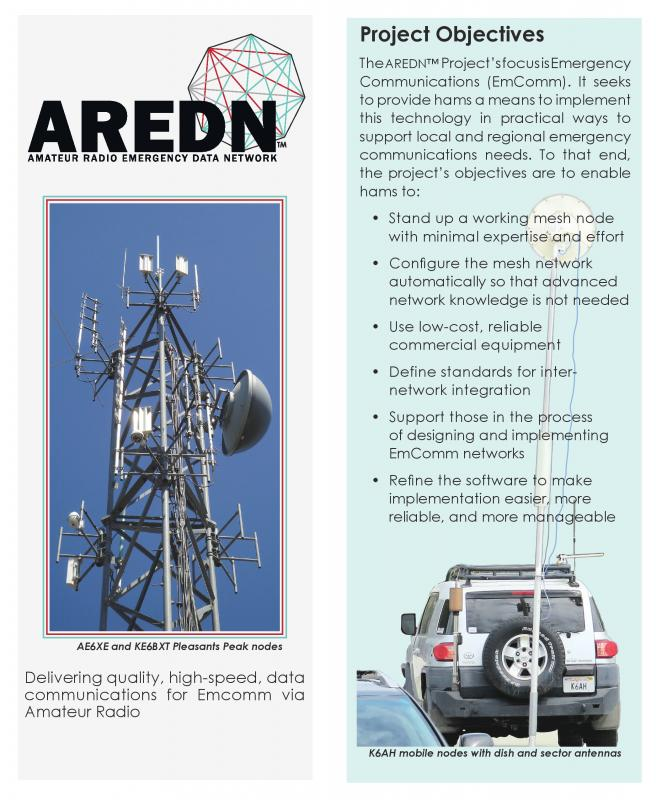 AREDN™
AMATEUR RADIO EMERGENCY DATA NETWORK
AE6XE and KE6BXT Pleasants Peak nodes
Delivering quality, high-speed, data
communications for Emcomm via
Amateur Radio
Project Objectives
The AREDN™ Project's focus is Emergency
Communications (EmComm). It seeks
to provide hams a means to implement
this technology in practical ways to
support local and regional emergency
communications needs. To that end,
the project's objectives are to enable
hams to:
• Stand up a working mesh node
with minimal expertise and effort
• Configure the mesh network
automatically so that advanced
network knowledge is not needed
• Use low-cost, reliable
commercial equipment
• Define standards for inter-
network integration
• Support those in the process
of designing and implementing
EmComm networks
• Refine the software to make
implementation easier, more
reliable, and more manageable
K6AH
K6AH mobile nodes with dish and sector antennas